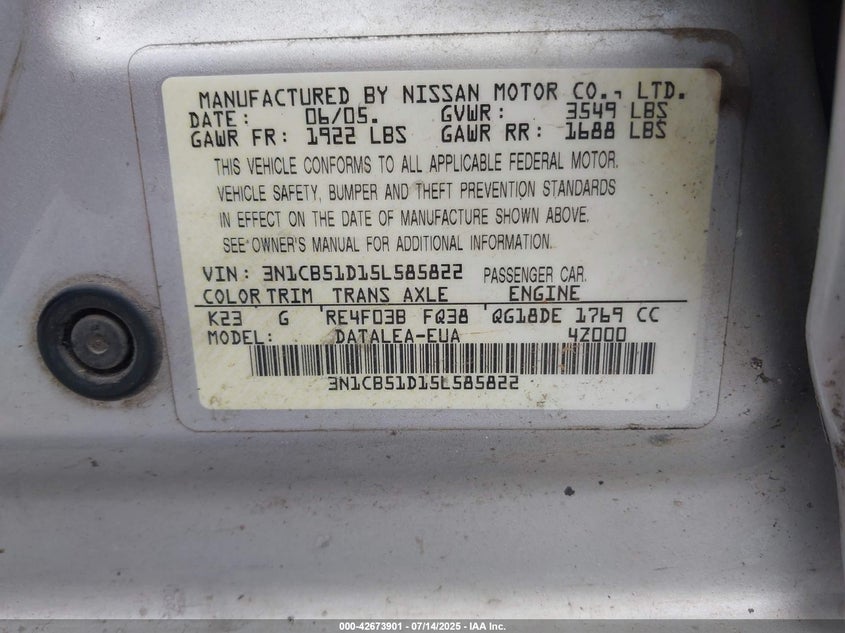 MANUFACTURED BY NISSAN MOTOR CO., LTD.
DATE: 06/05. GVWR: 3549 LBS
GAWR FR: 1922 LBS GAWR RR: 1688 LBS
THIS VEHICLE CONFORMS TO ALL APPLICABLE FEDERAL MOTOR.
VEHICLE SAFETY, BUMPER AND THEFT PREVENTION STANDARDS
IN EFFECT ON THE DATE OF MANUFACTURE SHOWN ABOVE.
SEE OWNER'S MANUAL FOR ADDITIONAL INFORMATION.
VIN: 3N1CB51D15L585822 PASSENGER CAR.
COLOR TRIM TRANS AXLE ENGINE
K23 G RE4F03B FQ38 QG18DE 1769 CC
MODEL: DATALEA-EUA 4Z000
3N1CB51D15L585822
000-42673901 - 07/14/2025 - IAA Inc.